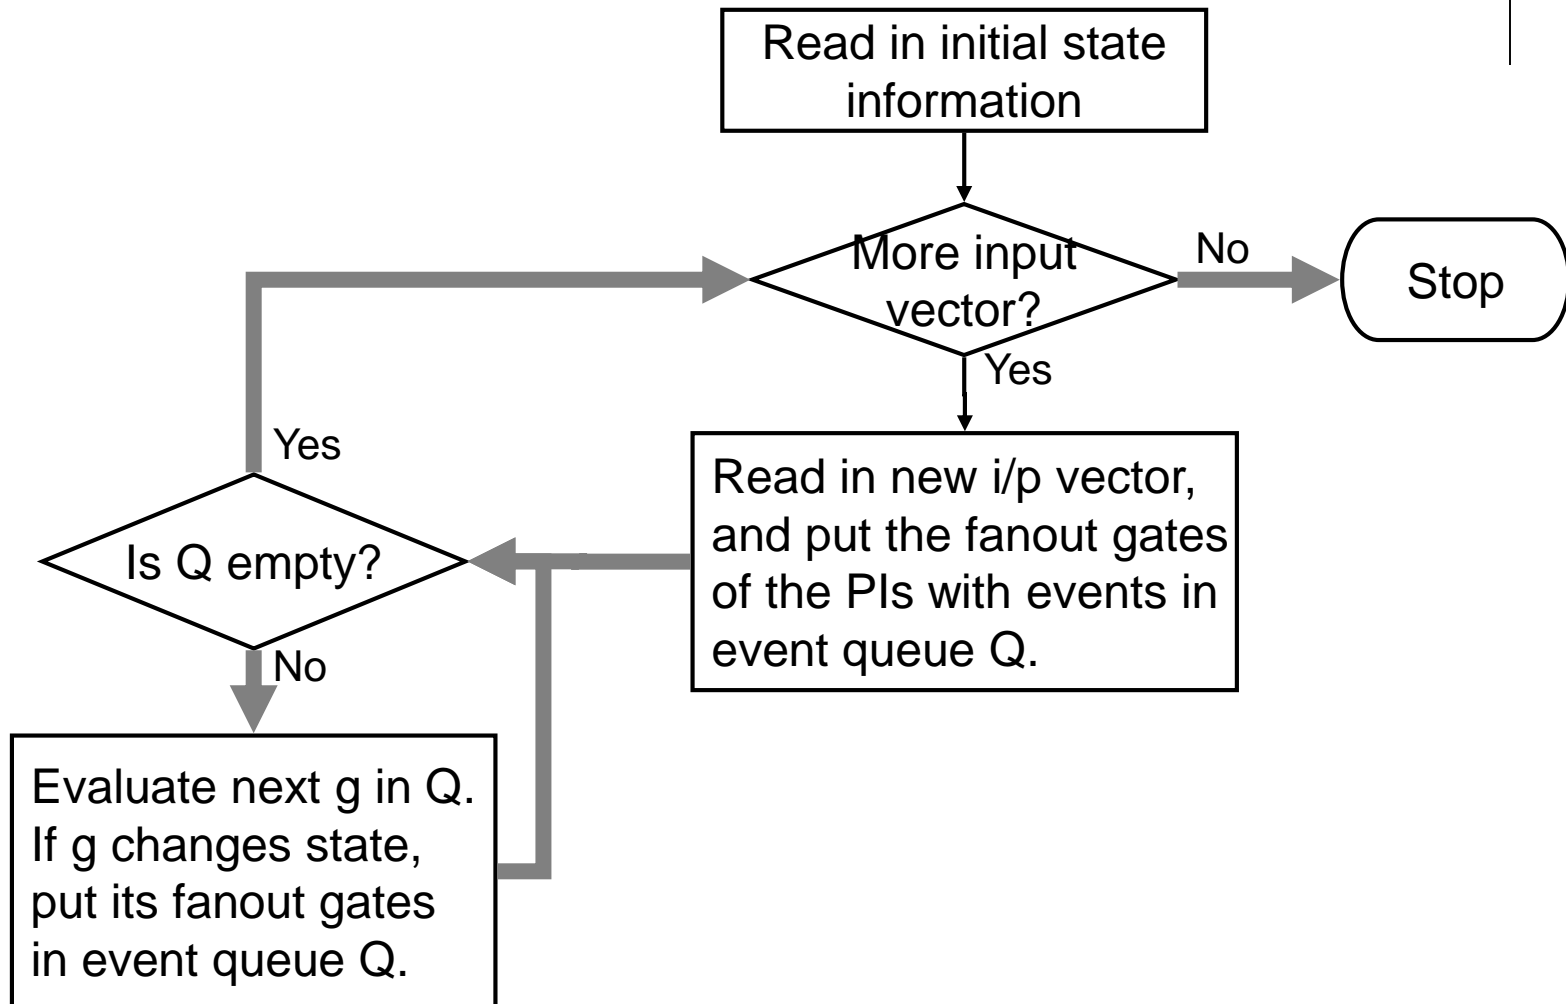 Read in initial state
information
More input
vector?
No
Stop
Yes
Yes
Read in new i/p vector,
and put the fanout gates
of the PIs with events in
event queue Q.
Is Q empty?
No
Evaluate next g in Q.
If g changes state,
put its fanout gates
in event queue Q.